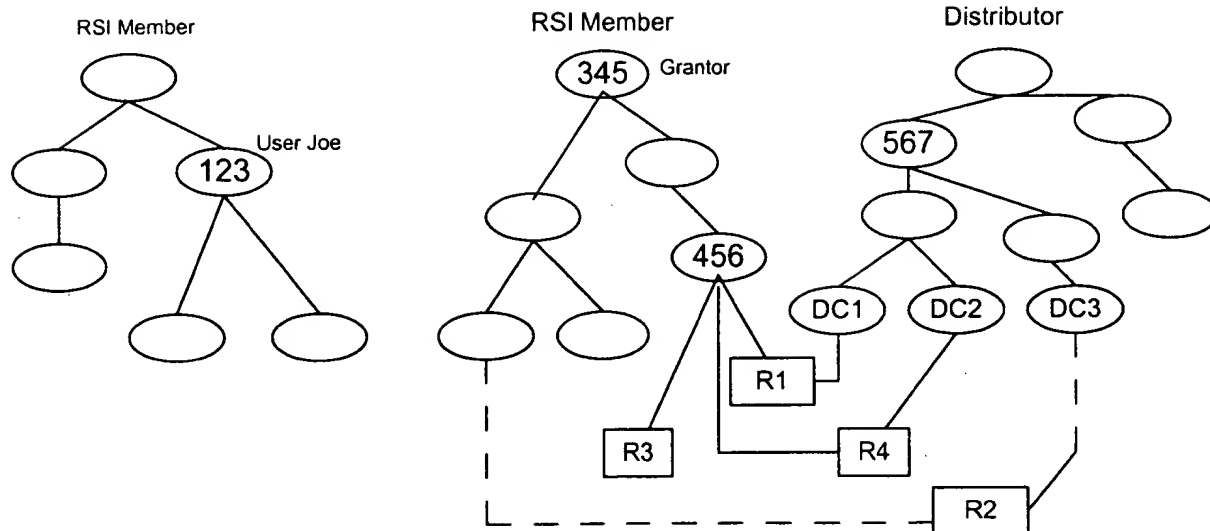 RSI Member
RSI Member
Distributor
345
Grantor
User Joe
123
567
456
DC1
DC2
DC3
R1
R3
R4
R2